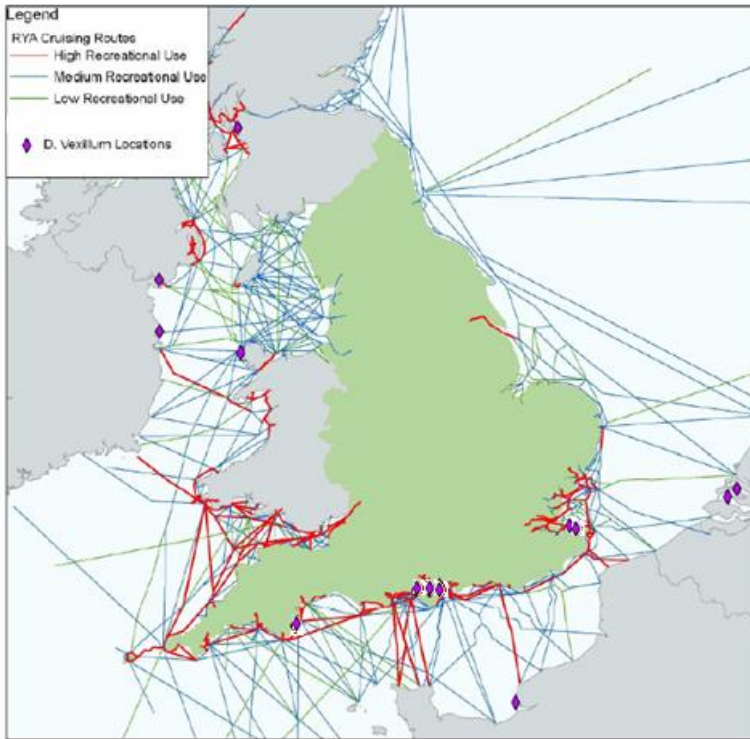 Legend
RYA Cruising Routes
High Recreational Use
Medium Recreational Use
Low Recreational Use
D. Vexillum Locations